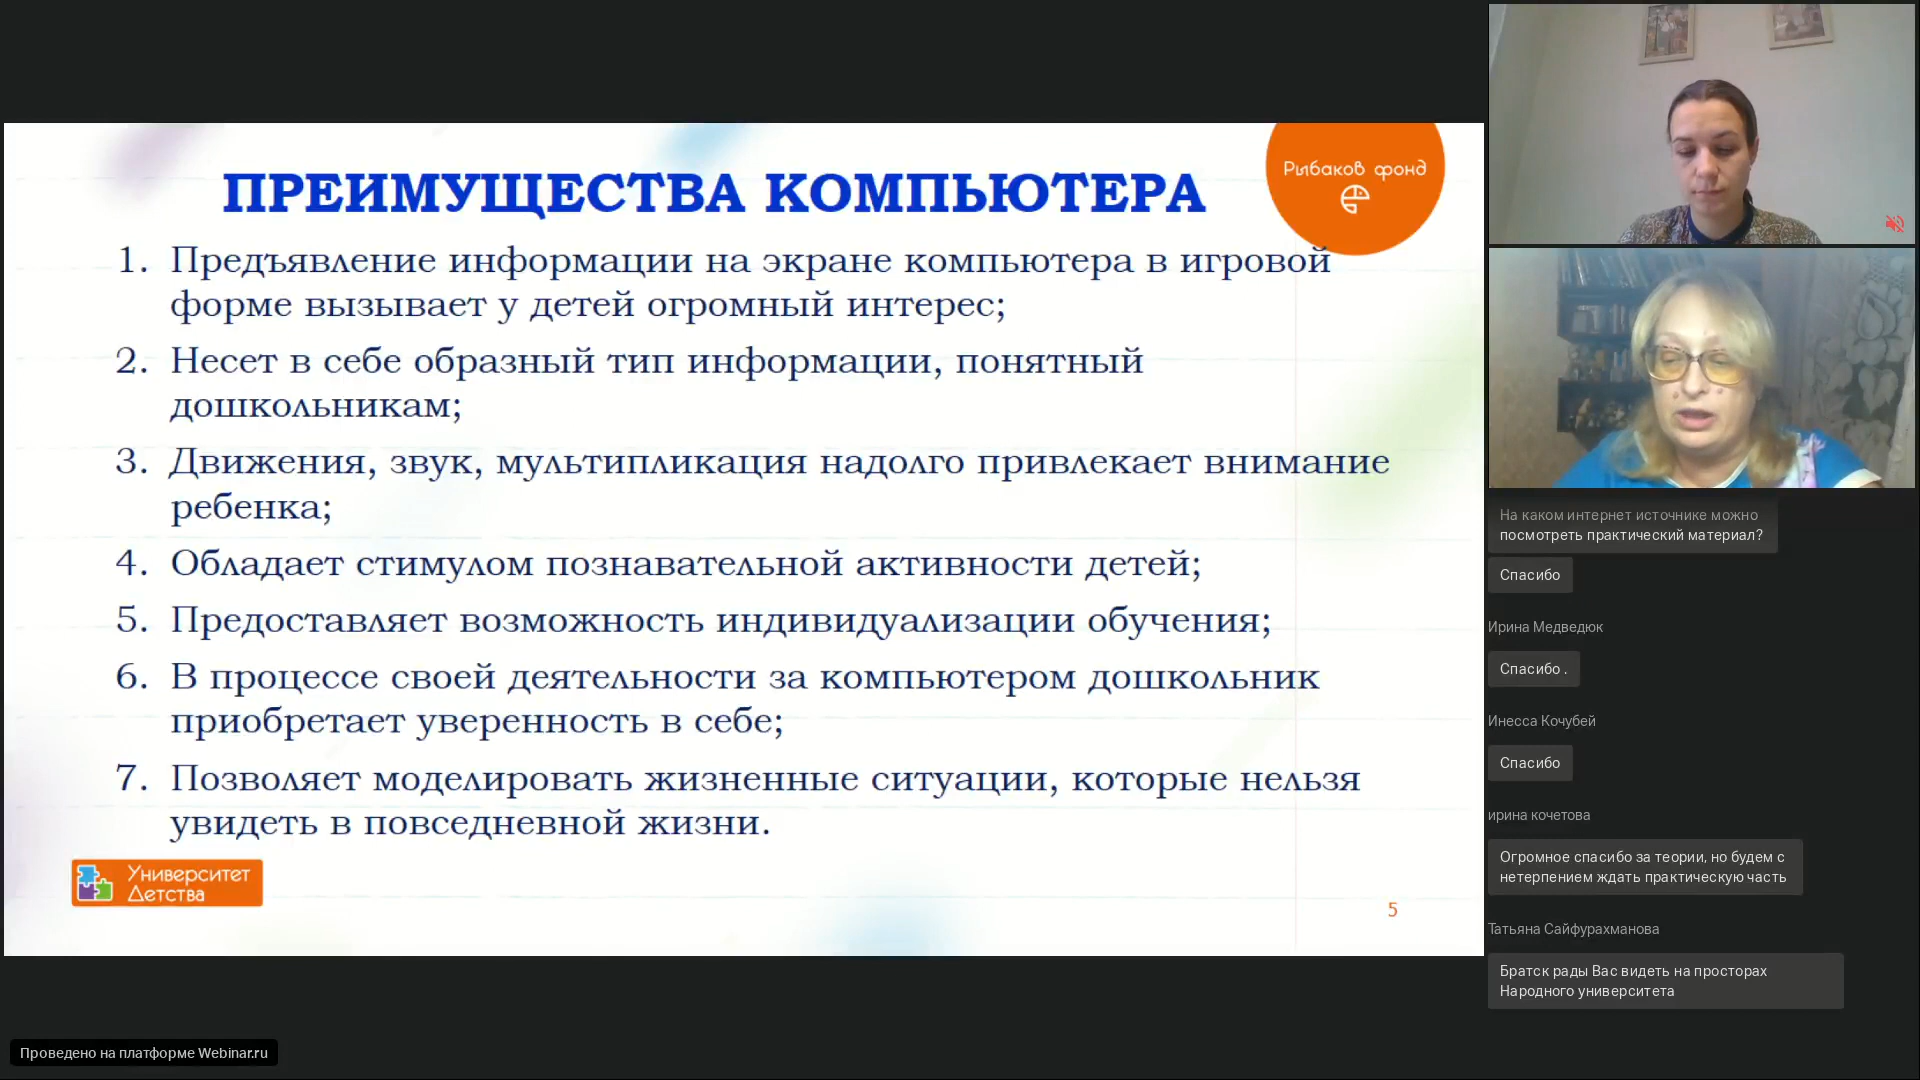 ПРЕИМУЩЕСТВА КОМПЬЮТЕРА
Рыбаков фонд
1. Предъявление информации на экране компьютера в игровой
форме вызывает у детей огромный интерес;
2. Несет в себе образный тип информации, понятный
дошкольникам;
3. Движения, звук, мультипликация надолго привлекает внимание
ребенка;
4. Обладает стимулом познавательной активности детей;
5. Предоставляет возможность индивидуализации обучения;
6. В процессе своей деятельности за компьютером дошкольник
приобретает уверенность в себе;
7. Позволяет моделировать жизненные ситуации, которые нельзя
увидеть в повседневной жизни.
Университет
Детства
5
На каком интернет источнике можно
посмотреть практический материал?
Спасибо
Ирина Медведюк
Спасибо .
Инесса Кочубей
Спасибо
ирина кочетова
Огромное спасибо за теории, но будем с
нетерпением ждать практическую часть
Татьяна Сайфурахманова
Братск рады Вас видеть на просторах
Народного университета
Проведено на платформе Webinar.ru